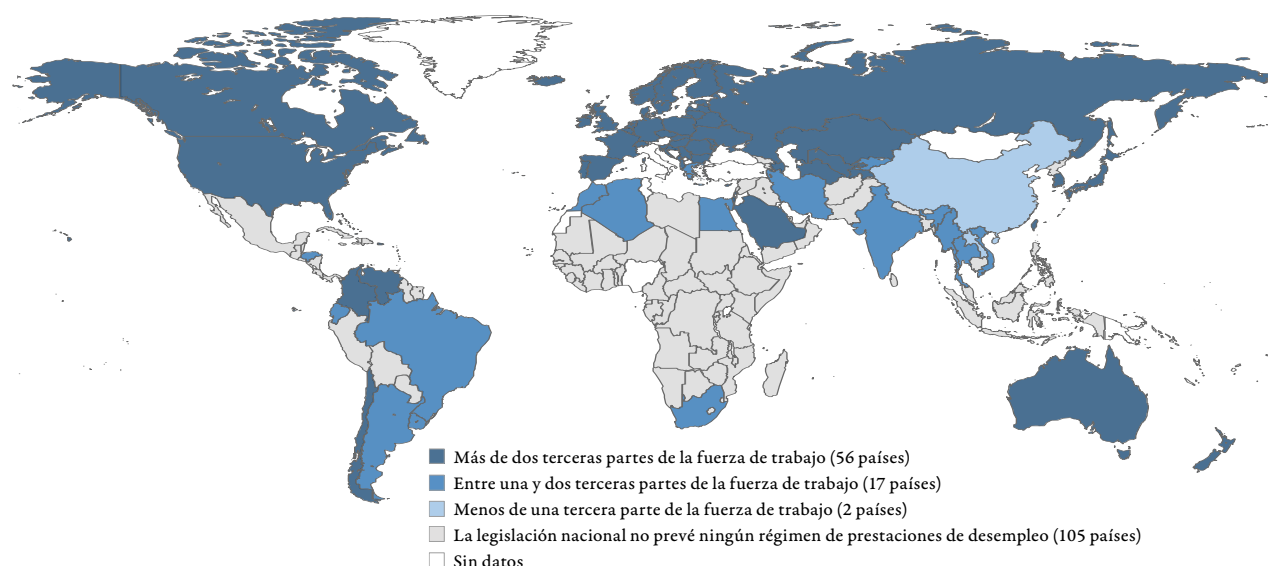 Más de dos terceras partes de la fuerza de trabajo (56 países)
Entre una y dos terceras partes de la fuerza de trabajo (17 países)
Menos de una tercera parte de la fuerza de trabajo (2 países)
La legislación nacional no prevé ningún régimen de prestaciones de desempleo (105 países)
Sin datos